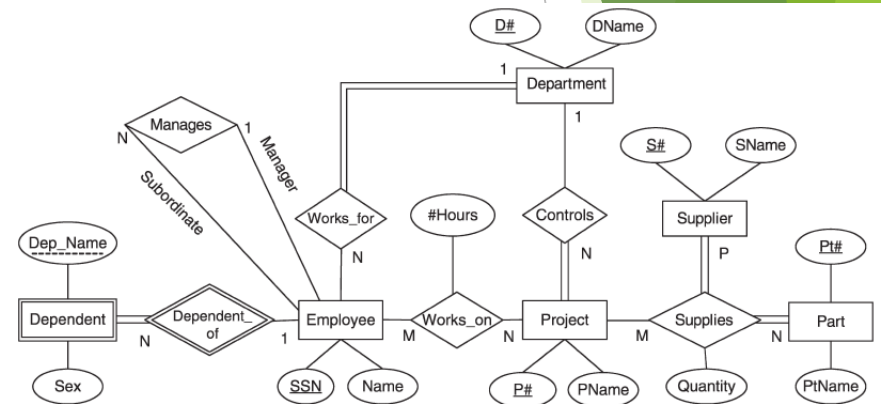 D#
DName
1
Department
Manages
N
1
Manager
Subordinate
1
S#
SName
Works_for
#Hours
Controls
Supplier
Dep_Name
N
N
P
Pt#
Dependent
N
Dependent_
of
1
Employee
M
Works_on
N
Project
M
Supplies
N
Part
Sex
SSN
Name
P#
PName
Quantity
PtName